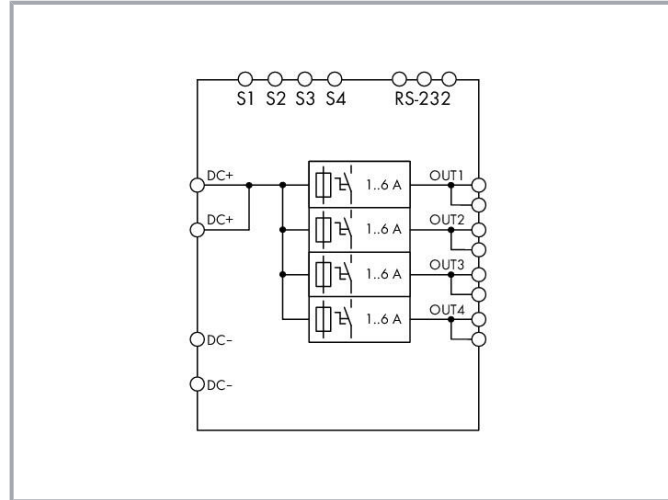 S1 S2 S3 S4 RS-232
DC+ 1..6 A OUT1
DC+ 1..6 A OUT2
1..6 A OUT3
1..6 A OUT4
DC–
DC–